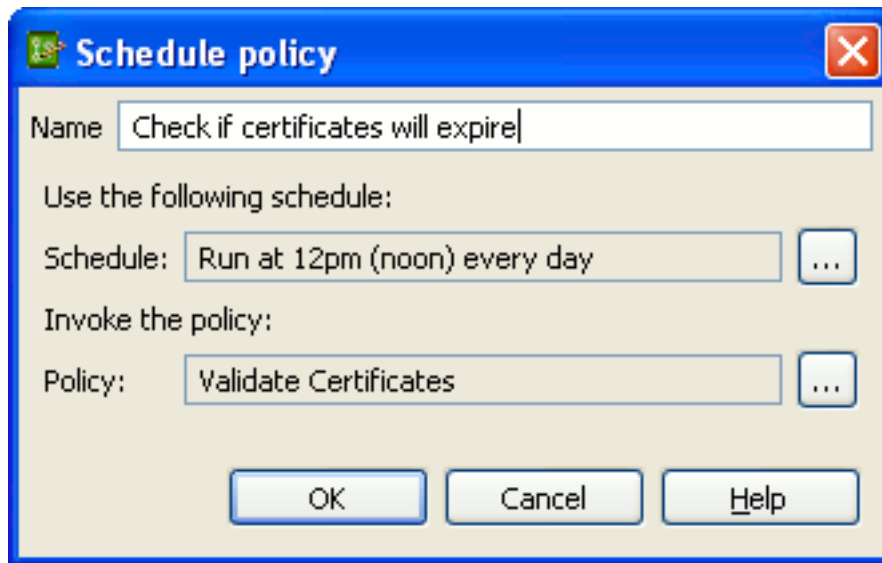 Schedule policy
Name Check if certificates will expire
Use the following schedule:
Schedule: Run at 12pm (noon) every day ...
Invoke the policy:
Policy: Validate Certificates ...
OK Cancel Help